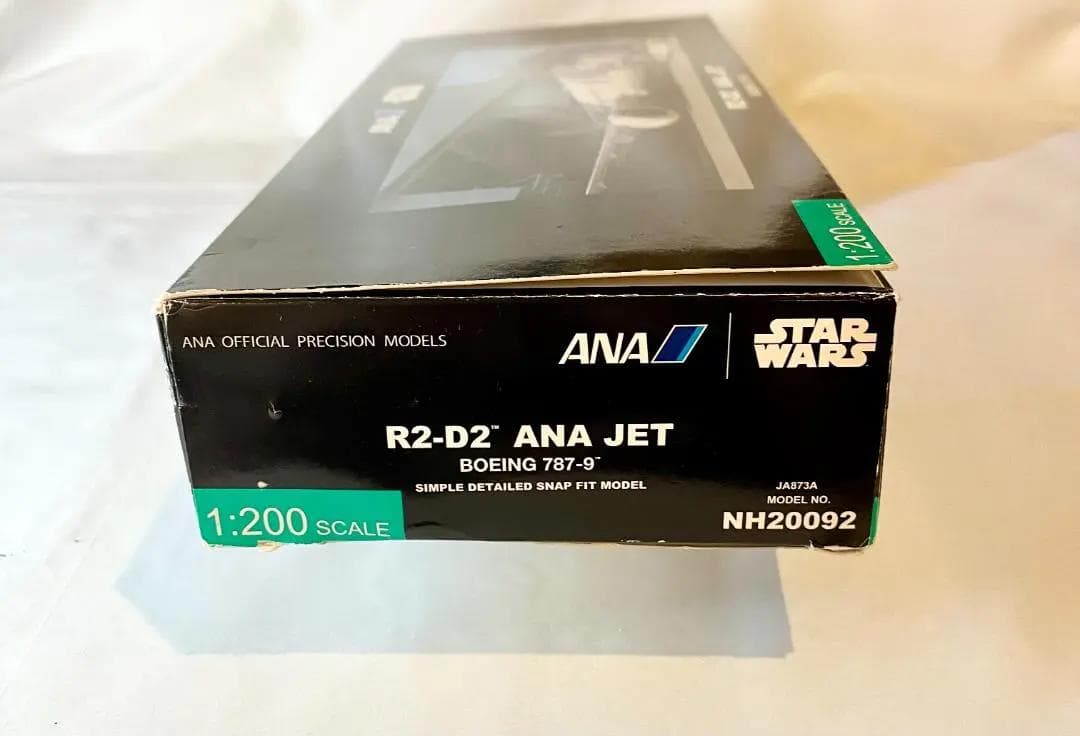 1:200 SCALE
ANA OFFICIAL PRECISION MODELS
ANA
STAR
WARS
R2-D2™ ANA JET
BOEING 787-9™
SIMPLE DETAILED SNAP FIT MODEL
JA873A
MODEL NO.
NH20092
1:200 SCALE